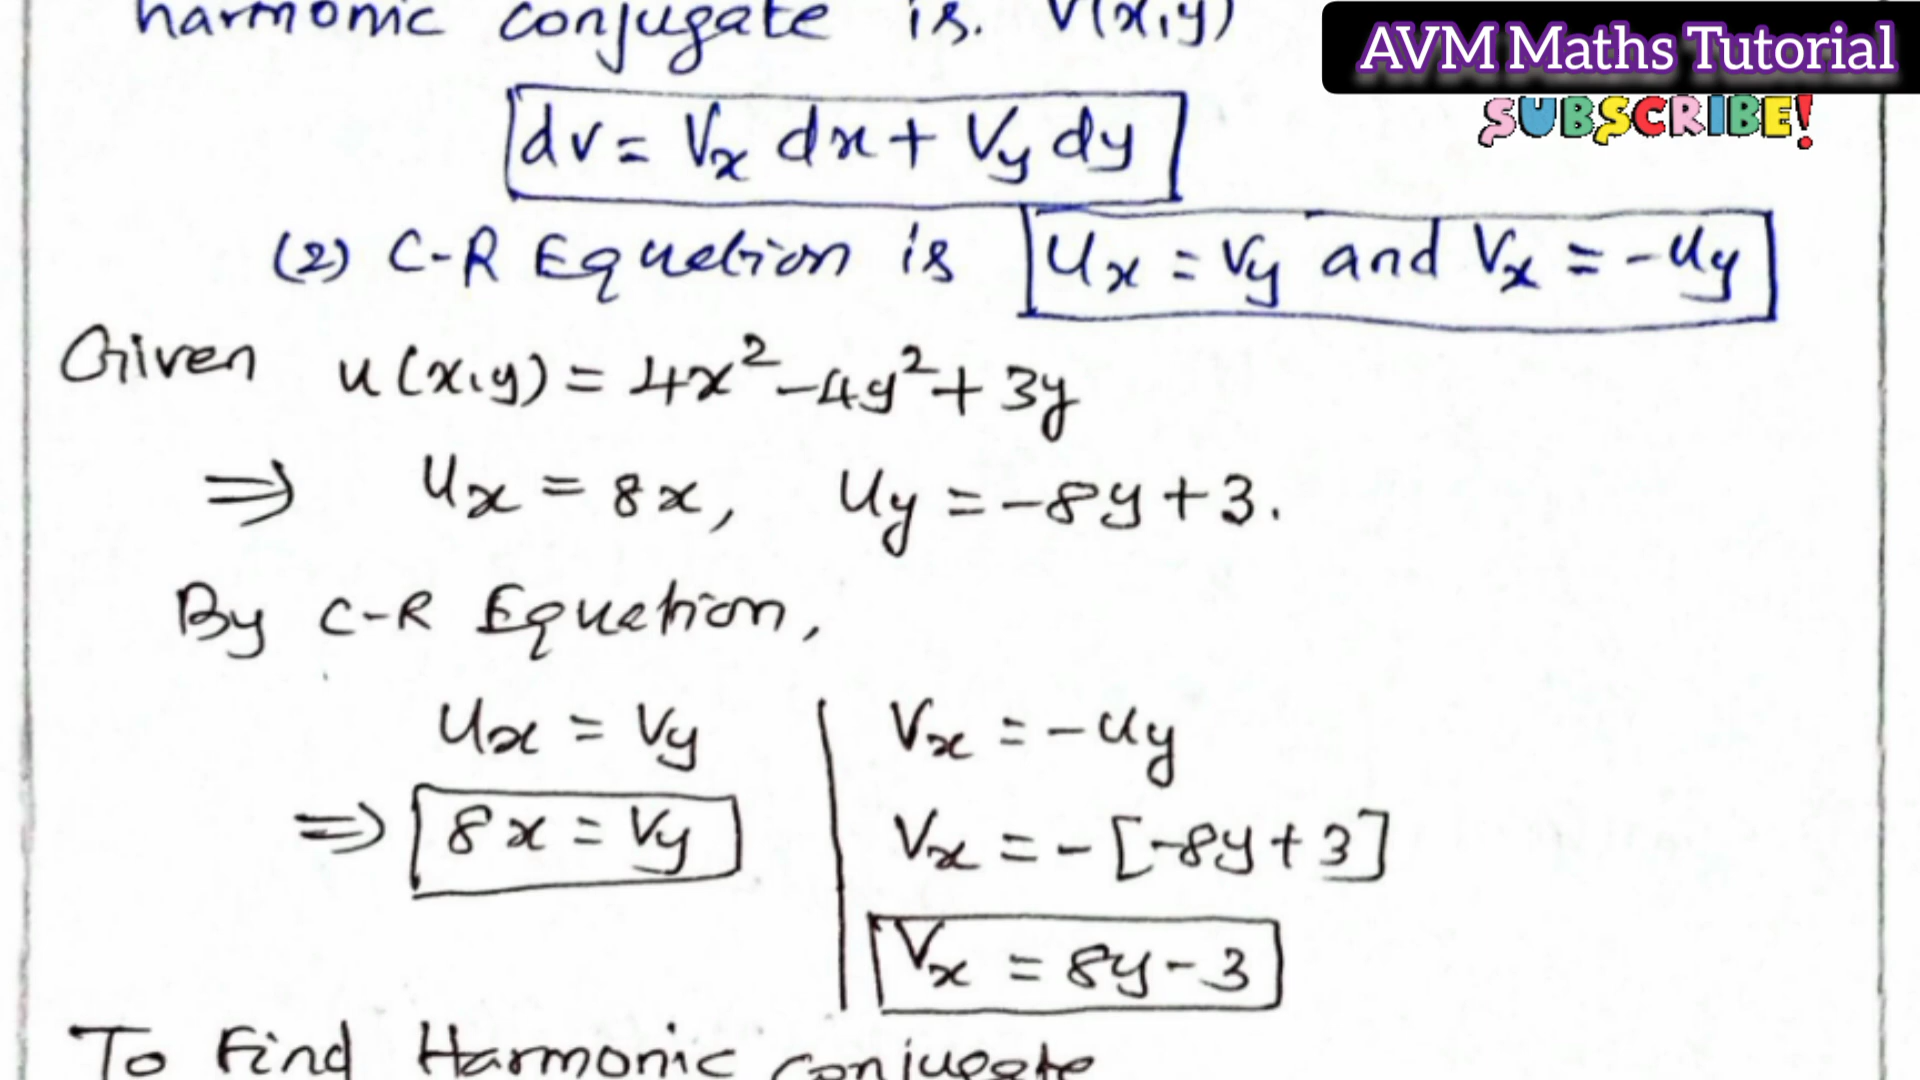 harmonic conjugate is. V(x,y)
AVM Maths Tutorial
SUBSCRIBE!
dv = Vx dx + Vy dy
(2) C-R Equation is Ux = Vy and Vx = -Uy
Given u(x,y) = 4x² - 4y² + 3y
⇒ Ux = 8x, Uy = -8y + 3.
By C-R Equation,
Ux = Vy | Vx = -Uy
⇒ 8x = Vy | Vx = - [-8y + 3]
Vx = 8y - 3
To Find Harmonic conjugate